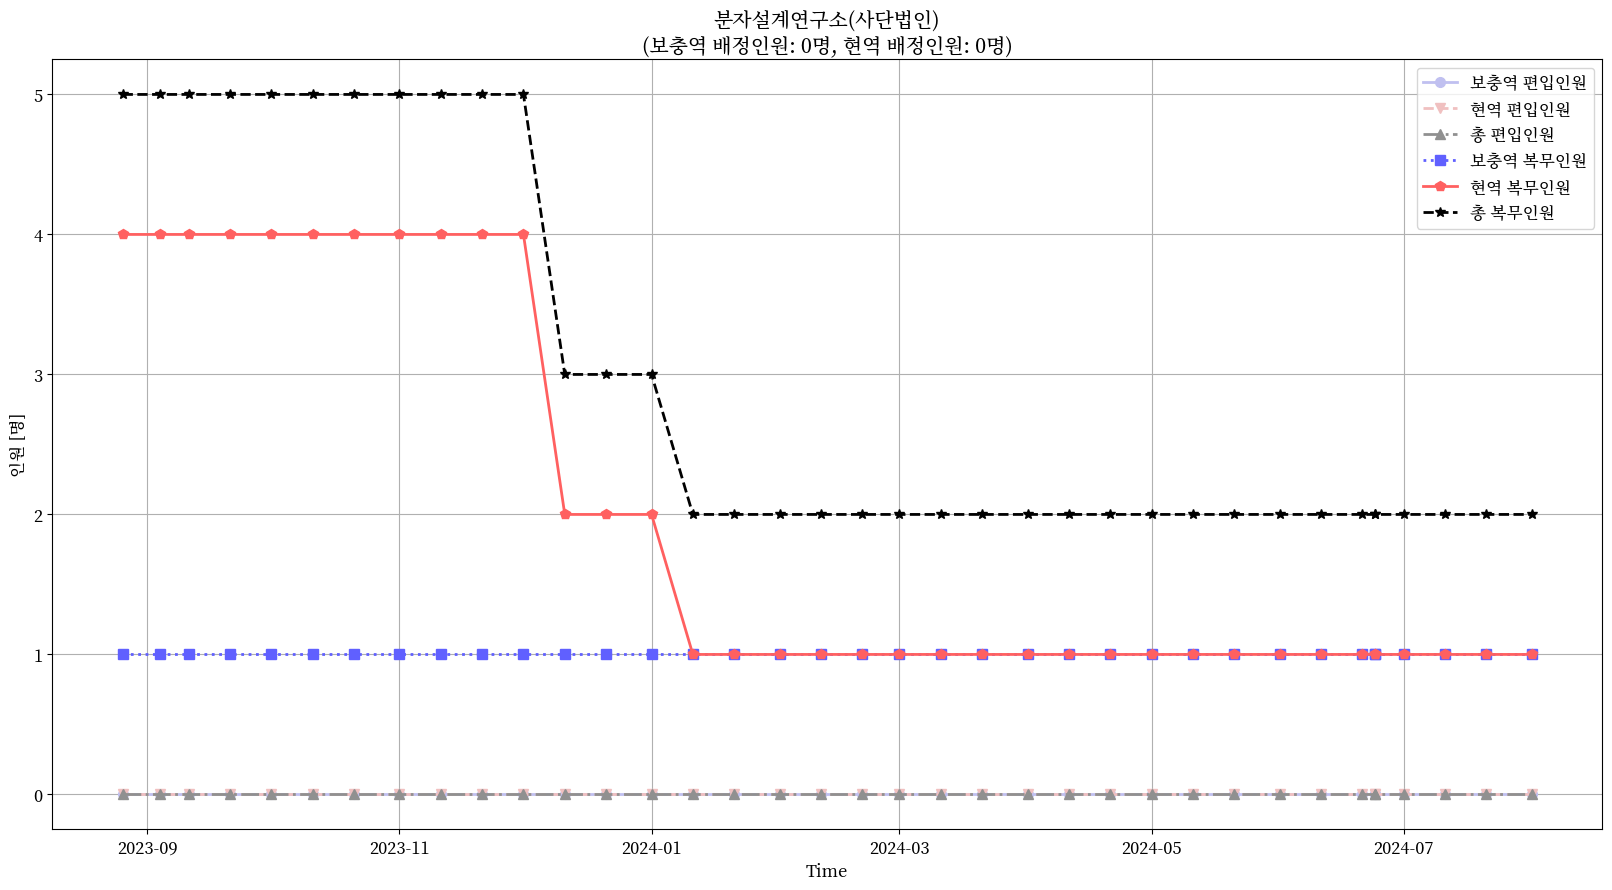 분자설계연구소(사단법인)
(보충역 배정인원: 0명, 현역 배정인원: 0명)
보충역 편입인원
현역 편입인원
총 편입인원
보충역 복무인원
현역 복무인원
총 복무인원
5
4
3
2
1
0
인원 [명]
2023-09
2023-11
2024-01
2024-03
2024-05
2024-07
Time